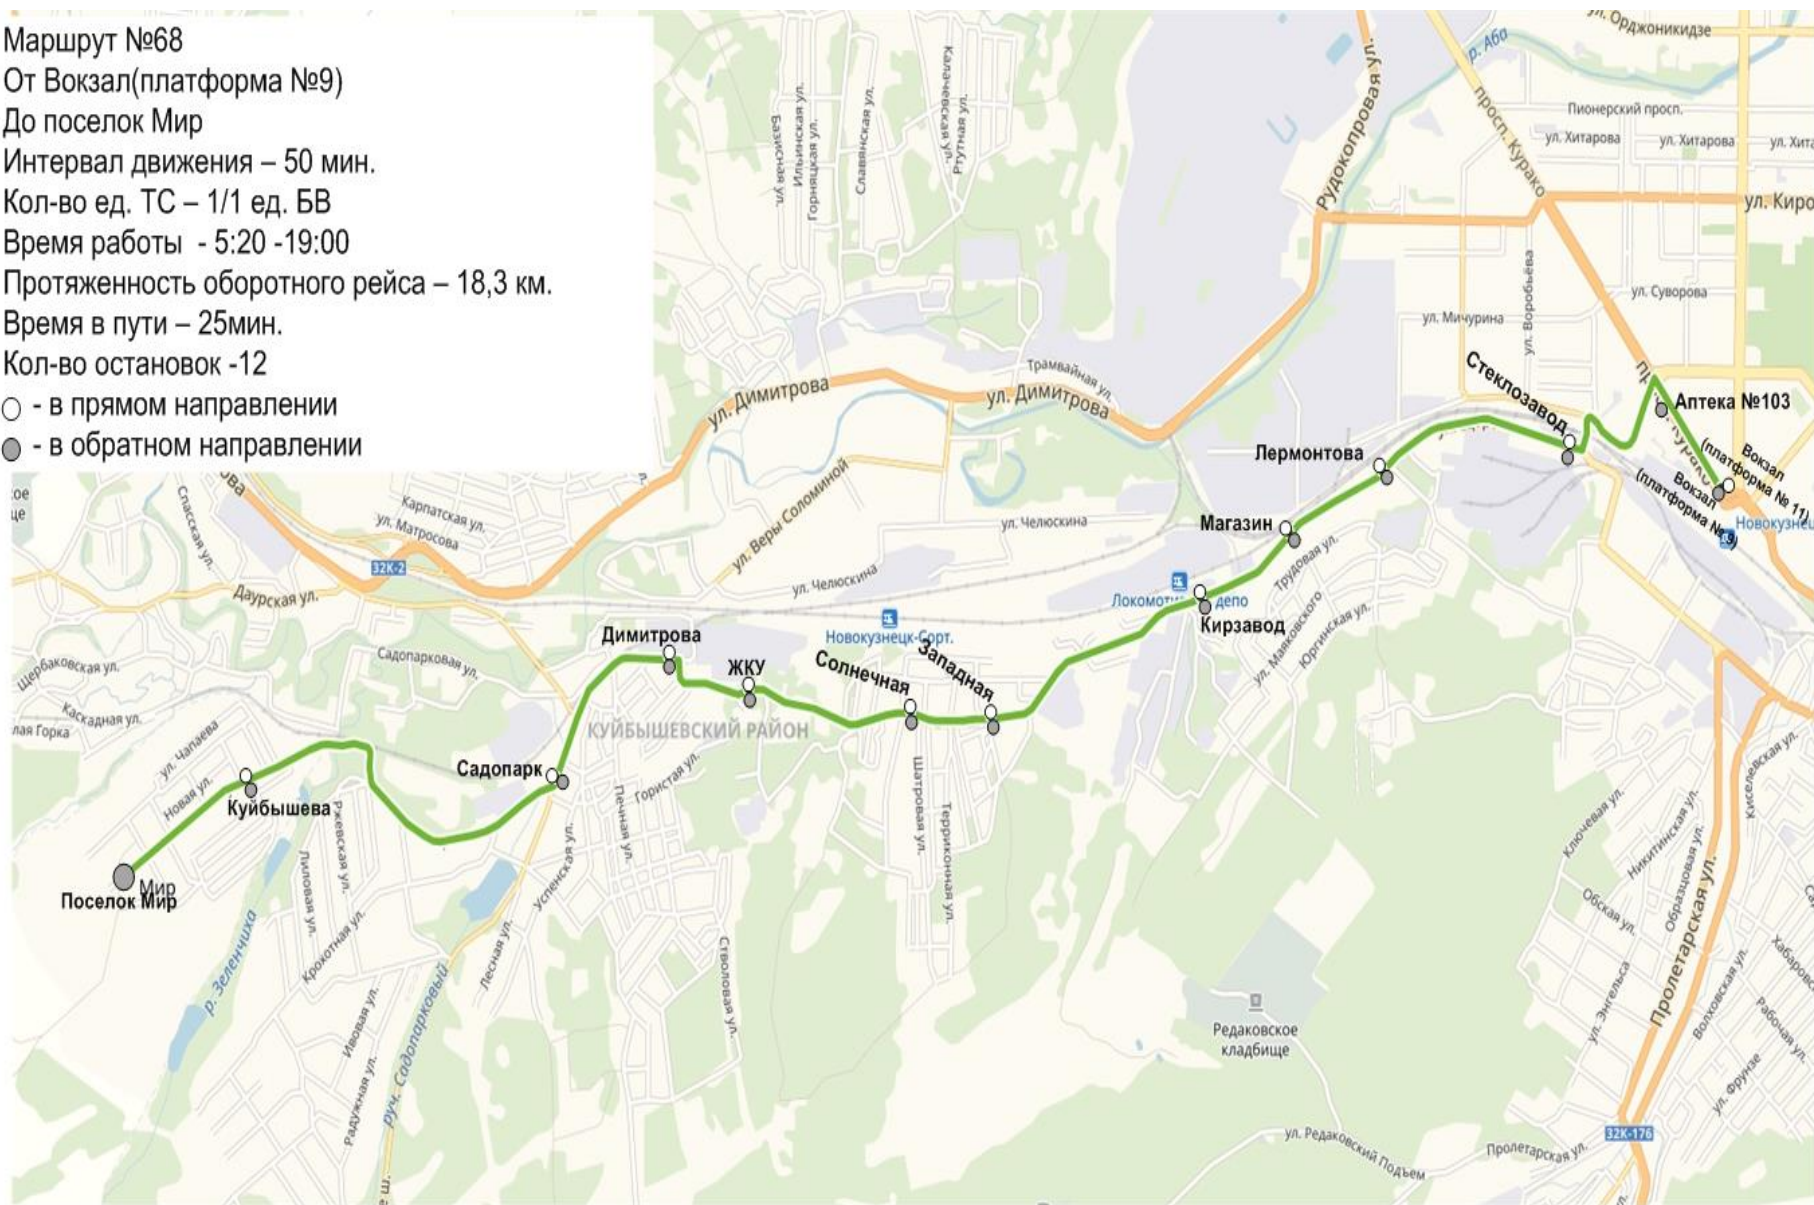 Маршрут №68
От Вокзал(платформа №9)
До поселок Мир
Интервал движения – 50 мин.
Кол-во ед. ТС – 1/1 ед. БВ
Время работы - 5:20 -19:00
Протяженность оборотного рейса – 18,3 км.
Время в пути – 25мин.
Кол-во остановок -12
- в прямом направлении
- в обратном направлении
ул. Орджоникидзе
р. Аба
просп. Курако
Пионерский просп.
ул. Хитарова
ул. Хитарова
ул. Хита
Рудокопровая ул.
ул. Киро
ул. Суворова
ул. Мичурина
ул. Воробьёва
Базисная ул.
Ильинская ул.
Горняцкая ул.
Славянская ул.
Калачевская ул.
Ртутная ул.
Трамвайная ул.
ул. Димитрова
ул. Димитрова
Стеклозавод
Аптека №103
Вокзал
(платформа № 11)
Вокзал
Новокузнец
Лермонтова
Магазин
Трудовая ул.
ул. Челюскина
ул. Веры Соломиной
ул. Челюскина
Карпатская ул.
ул. Матросова
Спасская ул.
32К-2
Даурская ул.
Локомоти
депо
Кирзавод
ул. Маяковского
Юргинская ул.
Новокузнецк-Сорт.
Димитрова
ЖКУ
Солнечная
Западная
КУЙБЫШЕВСКИЙ РАЙОН
Щербаковская ул.
Садопарковая ул.
Каскадная ул.
лая Горка
ул. Чапаева
Новая ул.
Куйбышева
Садопарк
Гористая ул.
Печная ул.
Шатровая ул.
Терриконная ул.
Ржевская ул.
Лиловая ул.
Крохотная ул.
Успенская ул.
Лесная ул.
Стволовая ул.
Мир
Поселок Мир
р. Зеленчиха
Ивовая ул.
Радужная ул.
руч. Садопарковый
е ш.
Киселевская ул.
Ключевая ул.
Никитинская ул.
Образцовая ул.
Обская ул.
Пролетарская ул.
ул. Энгельса
Волховская ул.
Хабаровс
Рабочая ул.
ул. Фрунзе
Редаковское
кладбище
32К-176
ул. Редаковский Подъем
Пролетарская ул.